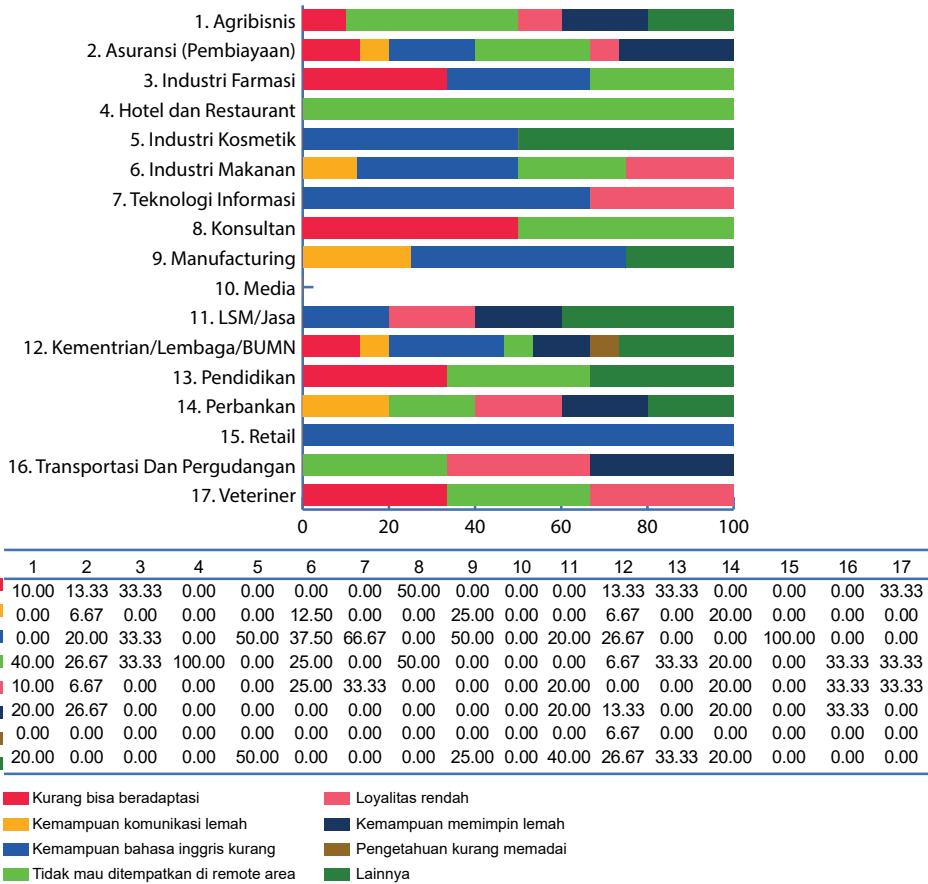 1. Agribisnis
2. Asuransi (Pembiayaan)
3. Industri Farmasi
4. Hotel dan Restaurant
5. Industri Kosmetik
6. Industri Makanan
7. Teknologi Informasi
8. Konsultan
9. Manufacturing
10. Media
11. LSM/Jasa
12. Kementrian/Lembaga/BUMN
13. Pendidikan
14. Perbankan
15. Retail
16. Transportasi Dan Pergudangan
17. Veteriner
0 20 40 60 80 100
1 2 3 4 5 6 7 8 9 10 11 12 13 14 15 16 17
10.00 13.33 33.33 0.00 0.00 0.00 0.00 50.00 0.00 0.00 0.00 13.33 33.33 0.00 0.00 0.00 33.33
0.00 6.67 0.00 0.00 0.00 12.50 0.00 0.00 25.00 0.00 0.00 6.67 0.00 20.00 0.00 0.00 0.00
0.00 20.00 33.33 0.00 50.00 37.50 66.67 0.00 50.00 0.00 20.00 26.67 0.00 0.00 100.00 0.00 0.00
40.00 26.67 33.33 100.00 0.00 25.00 0.00 50.00 0.00 0.00 0.00 6.67 33.33 20.00 0.00 33.33 33.33
10.00 6.67 0.00 0.00 0.00 25.00 33.33 0.00 0.00 0.00 20.00 0.00 0.00 20.00 0.00 33.33 33.33
20.00 26.67 0.00 0.00 0.00 0.00 0.00 0.00 0.00 0.00 20.00 13.33 0.00 20.00 0.00 33.33 0.00
0.00 0.00 0.00 0.00 0.00 0.00 0.00 0.00 0.00 0.00 0.00 6.67 0.00 0.00 0.00 0.00 0.00
20.00 0.00 0.00 0.00 50.00 0.00 0.00 0.00 25.00 0.00 40.00 26.67 33.33 20.00 0.00 0.00 0.00
Kurang bisa beradaptasi
Kemampuan komunikasi lemah
Kemampuan bahasa inggris kurang
Tidak mau ditempatkan di remote area
Loyalitas rendah
Kemampuan memimpin lemah
Pengetahuan kurang memadai
Lainnya